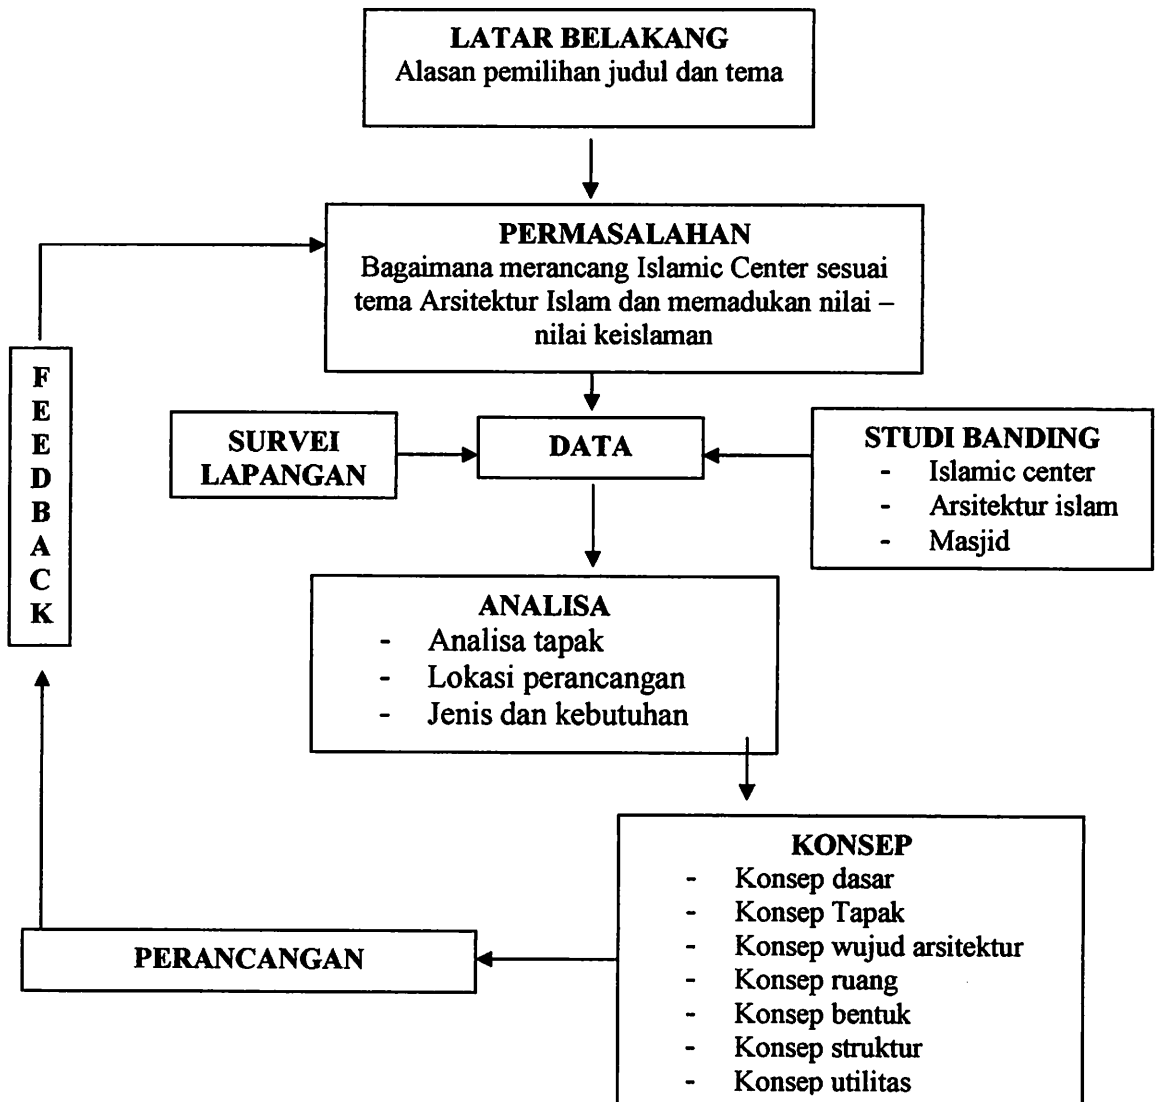 LATAR BELAKANG
Alasan pemilihan judul dan tema
PERMASALAHAN
Bagaimana merancang Islamic Center sesuai
tema Arsitektur Islam dan memadukan nilai –
nilai keislaman
F
E
E
D
B
A
C
K
SURVEI
LAPANGAN
DATA
STUDI BANDING
- Islamic center
- Arsitektur islam
- Masjid
ANALISA
- Analisa tapak
- Lokasi perancangan
- Jenis dan kebutuhan
KONSEP
- Konsep dasar
- Konsep Tapak
- Konsep wujud arsitektur
- Konsep ruang
- Konsep bentuk
- Konsep struktur
- Konsep utilitas
PERANCANGAN